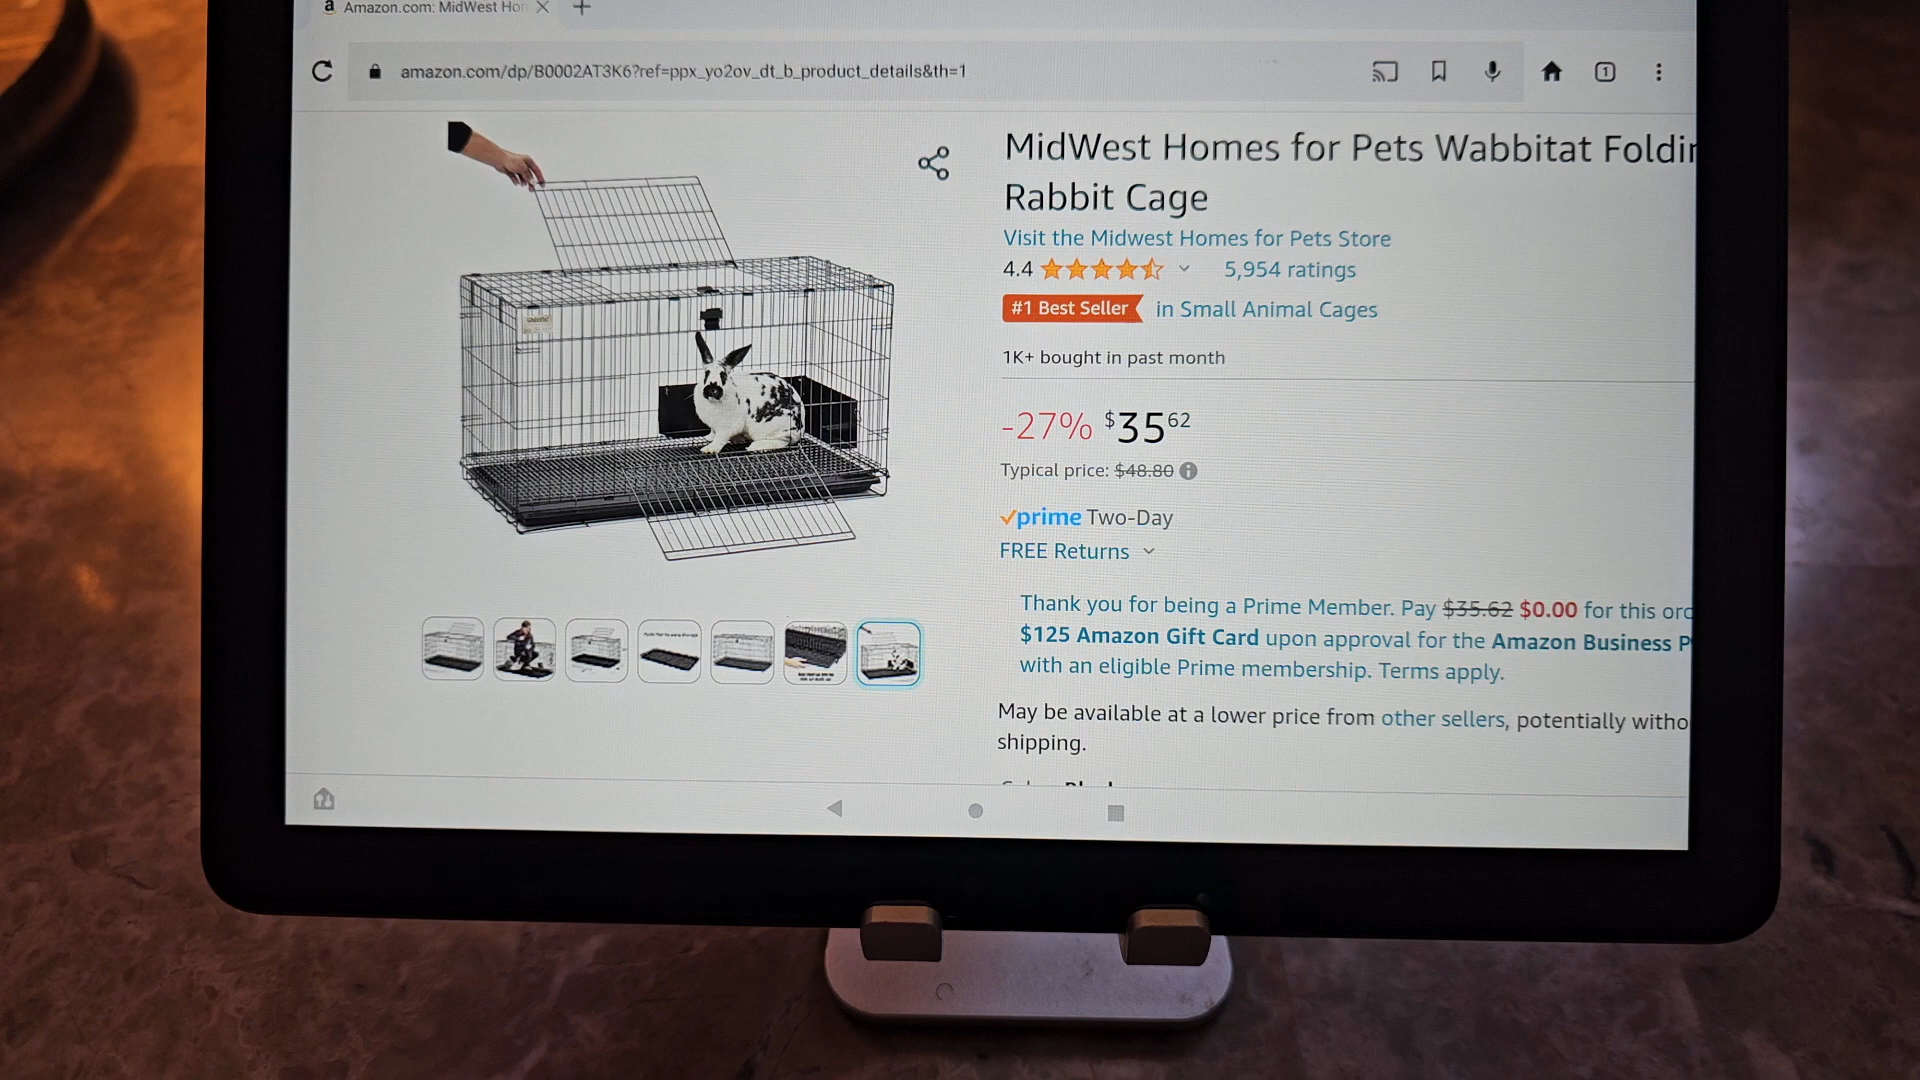 a Amazon.com: MidWest Hor
amazon.com/dp/B0002AT3K6?ref=ppx_yo2ov_dt_b_product_details&th=1
1
MidWest Homes for Pets Wabbitat Foldin
Rabbit Cage
Visit the Midwest Homes for Pets Store
4.4 5,954 ratings
#1 Best Seller in Small Animal Cages
1K+ bought in past month
-27% $35 62
Typical price: $48.80
prime Two-Day
FREE Returns
Thank you for being a Prime Member. Pay $35.62 $0.00 for this ord
$125 Amazon Gift Card upon approval for the Amazon Business P
with an eligible Prime membership. Terms apply.
May be available at a lower price from other sellers, potentially witho
shipping.